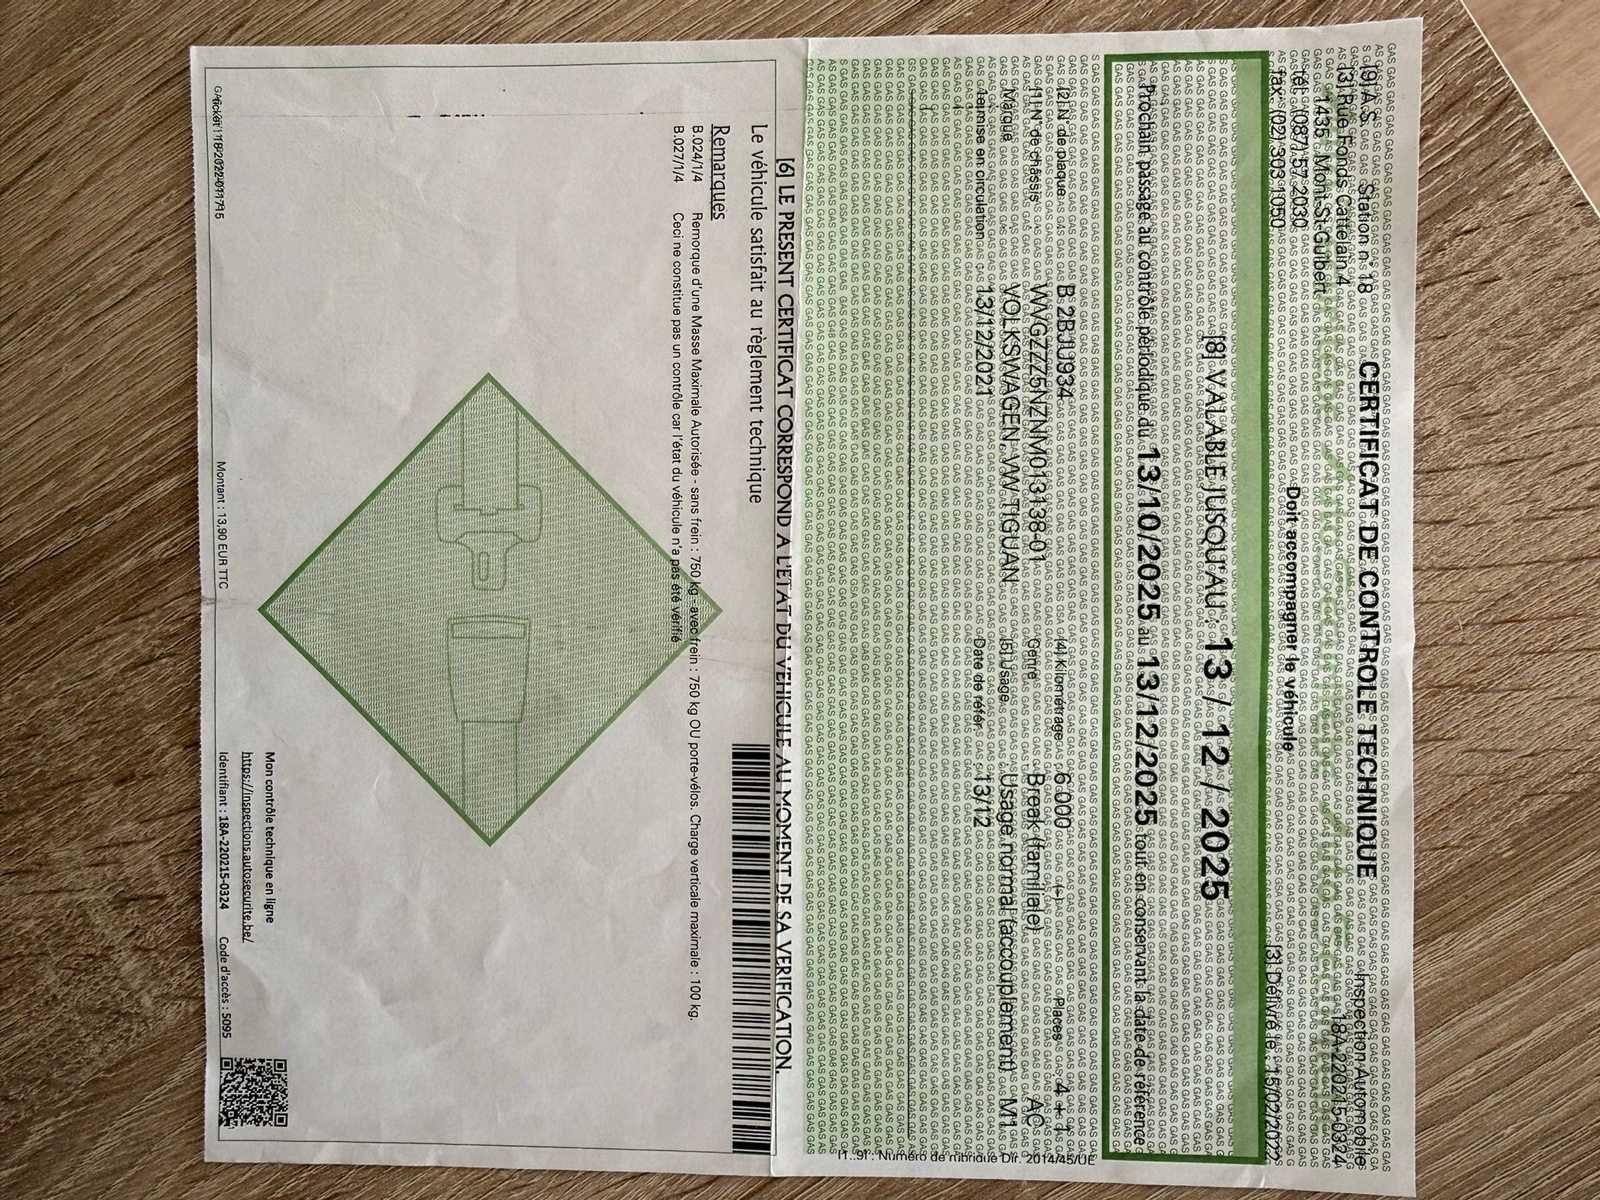 [9] A.S. Station n° 18
CERTIFICAT DE CONTROLE TECHNIQUE
Inspection Automobile
[3] Rue Fonds Cattelain 4
18A-220215-0324
1435 Mont-St-Guibert
tél. (087) 57.2030
Doit accompagner le véhicule
[3] Délivré le : 15/02/2022
fax : (02) 303.1050
[8] VALABLE JUSQU'AU : 13 / 12 / 2025
Prochain passage au contrôle périodique du 13/10/2025 au 13/12/2025 tout en conservant la date de référence
[2] N° de plaque B 2BJU934 [4] Kilométrage 6 000 -(-)- Places 4 + 1
[1] N° de châssis WVGZZZ5NZNM013138-01 Genre Break (familiale) AC
Marque VOLKSWAGEN, VW TIGUAN [5] Usage Usage normal (accouplement) M1
1ermise en circulation 13/12/2021 Date de référ. 13/12
[1..9] : Numéro de rubrique Dir. 2014/45/UE
[6] LE PRESENT CERTIFICAT CORRESPOND A L'ETAT DU VEHICULE AU MOMENT DE SA VERIFICATION.
Le véhicule satisfait au règlement technique
Remarques
B.024/1/4 Remorque d'une Masse Maximale Autorisée - sans frein : 750 kg - avec frein : 750 kg OU porte-vélos. Charge verticale maximale : 100 kg.
B.027/1/4 Ceci ne constitue pas un contrôle car l'état du véhicule n'a pas été vérifié
Mon contrôle technique en ligne
https://inspections.autosecurite.be/
Montant : 13,90 EUR TTC
Identifiant : 18A-220215-0324 Code d'accès : 5095